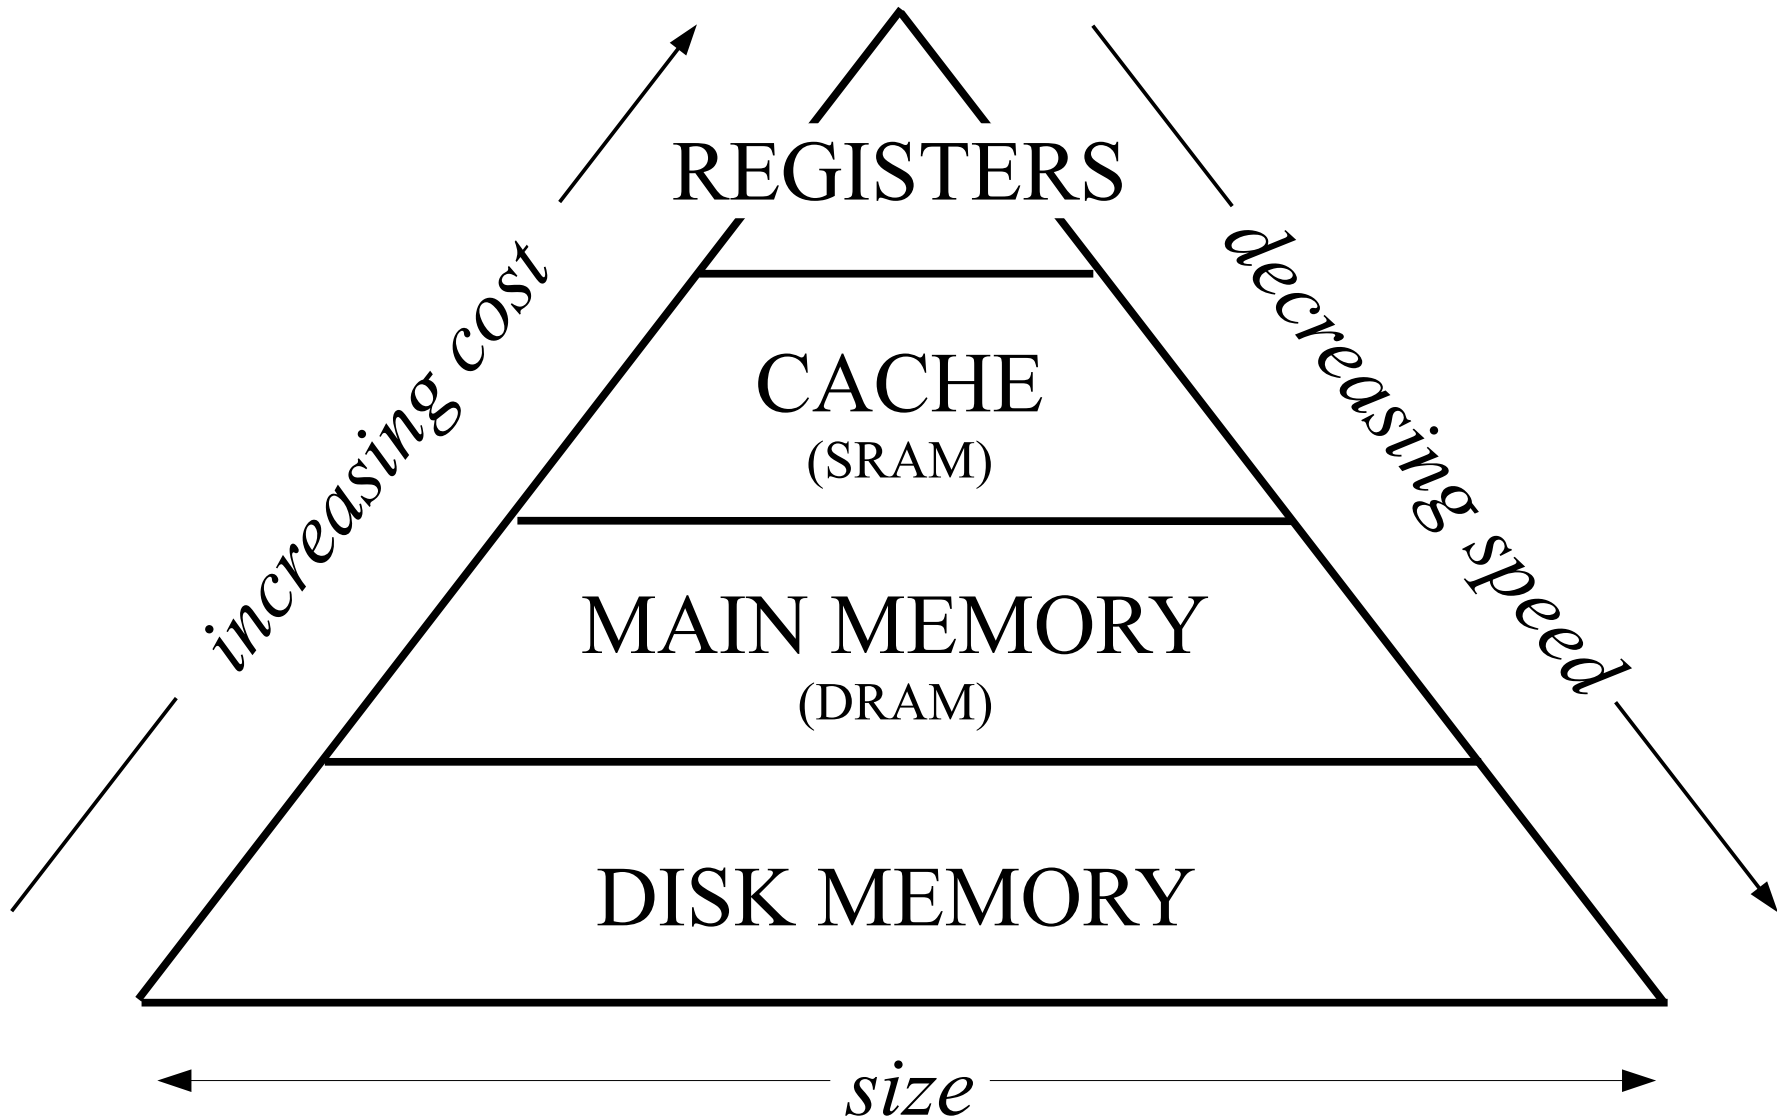 REGISTERS
increasing cost
decreasing speed
CACHE
(SRAM)
MAIN MEMORY
(DRAM)
DISK MEMORY
size